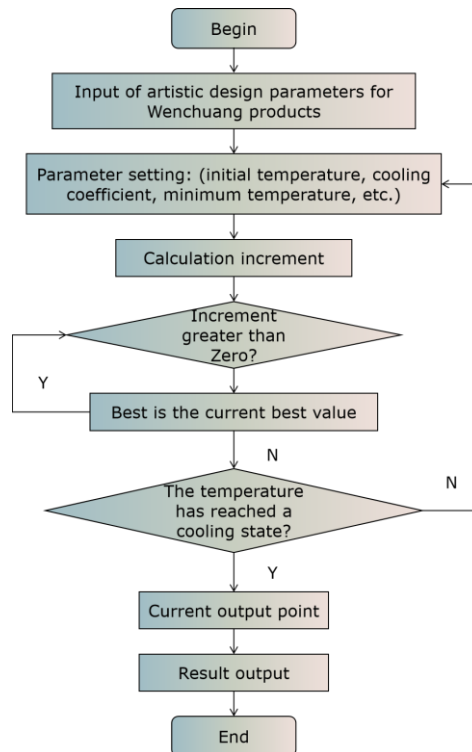 Begin
Input of artistic design parameters for
Wenchuang products
Parameter setting: (initial temperature, cooling
coefficient, minimum temperature, etc.)
Calculation increment
Increment
greater than
Zero?
Y
Best is the current best value
N
The temperature
has reached a
cooling state?
N
Y
Current output point
Result output
End